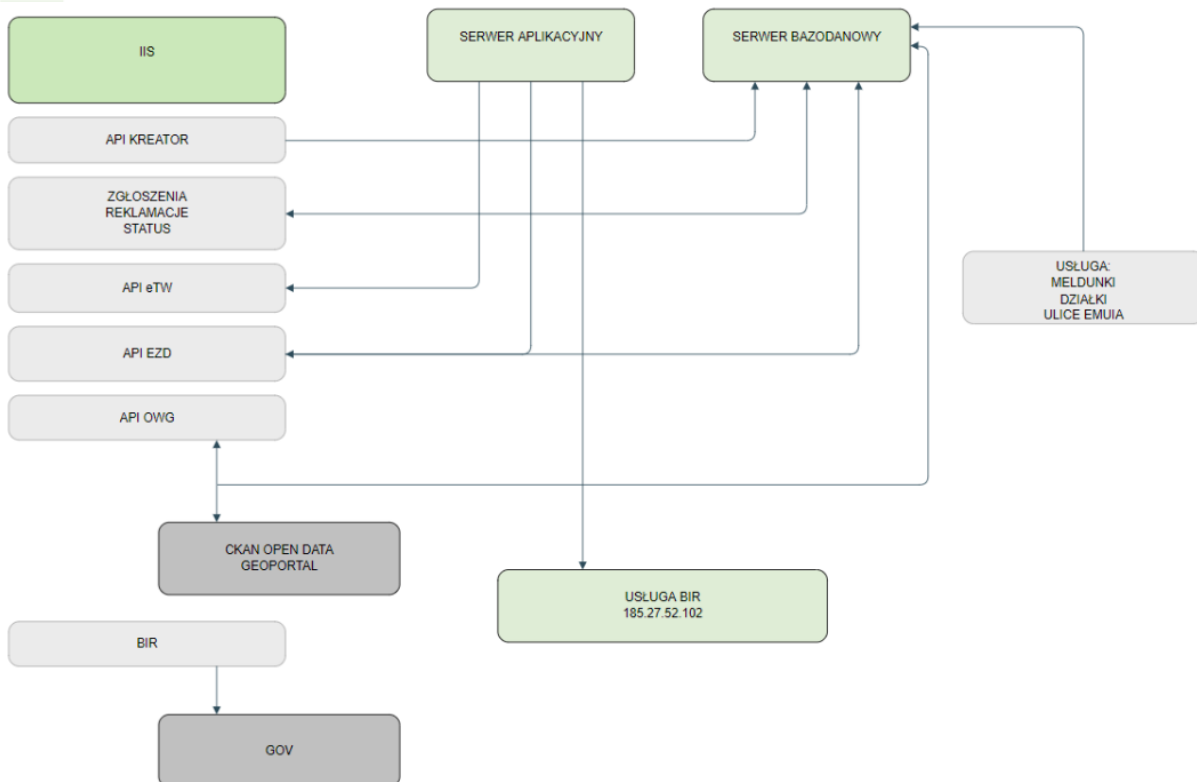 IIS
SERWER APLIKACYJNY
SERWER BAZODANOWY
API KREATOR
ZGŁOSZENIA
REKLAMACJE
STATUS
API eTW
API EZD
API OWG
USŁUGA:
MELDUNKI
DZIAŁKI
ULICE EMUIA
CKAN OPEN DATA
GEOPORTAL
USŁUGA BIR
185.27.52.102
BIR
GOV